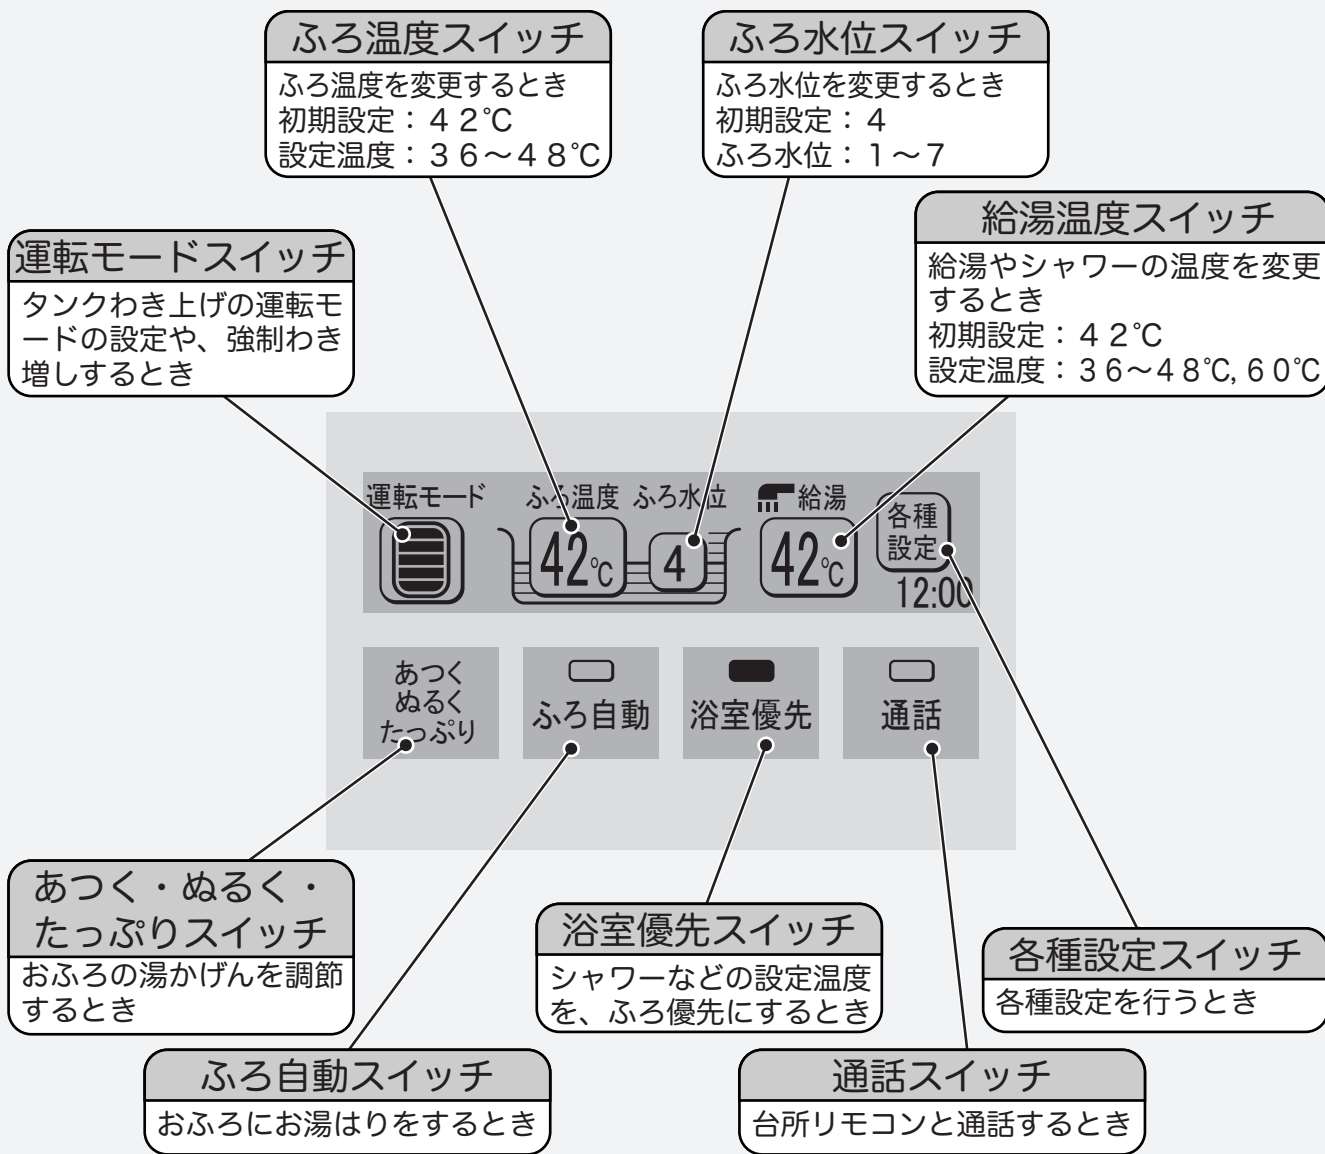 ふろ温度スイッチ
ふろ温度を変更するとき
初期設定：４２℃
設定温度：３６～４８℃
ふろ水位スイッチ
ふろ水位を変更するとき
初期設定：４
ふろ水位：１～７
給湯温度スイッチ
給湯やシャワーの温度を変更
するとき
初期設定：４２℃
設定温度：３６～４８℃,６０℃
運転モードスイッチ
タンクわき上げの運転モ
ードの設定や、強制わき
増しするとき
運転モード
ふろ温度 ふろ水位
給湯
各種
設定
42℃
4
42℃
12:00
あつく
ぬるく
たっぷり
ふろ自動
浴室優先
通話
あつく・ぬるく・
たっぷりスイッチ
おふろの湯かげんを調節
するとき
浴室優先スイッチ
シャワーなどの設定温度
を、ふろ優先にするとき
各種設定スイッチ
各種設定を行うとき
ふろ自動スイッチ
おふろにお湯はりをするとき
通話スイッチ
台所リモコンと通話するとき